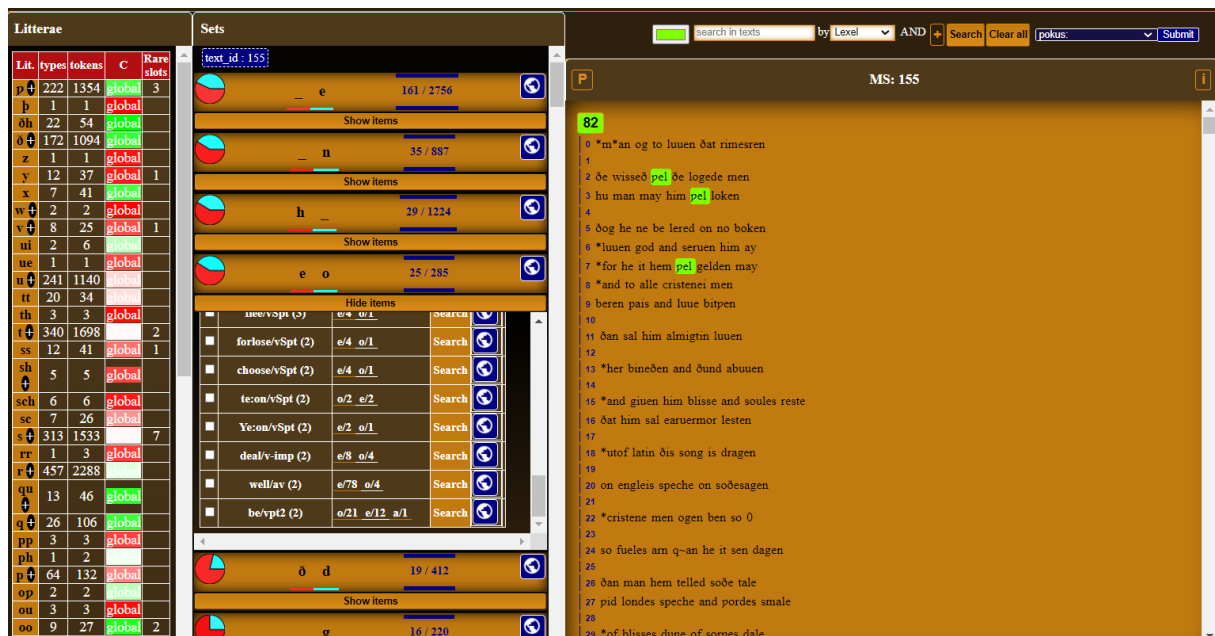 Litterae
Lit. types tokens C Rare slots
p + 222 1354 global 3
þ 1 1 global
ðh 22 54 global
ð + 172 1094 global
z 1 1 global
y 12 37 global 1
x 7 41 global
w + 2 2 global
v + 8 25 global 1
ui 2 6 global
ue 1 1 global
u + 241 1140 global
tt 20 34 global
th 3 3 global
t + 340 1698 2
ss 12 41 global 1
sh + 5 5 global
sch 6 6 global
sc 7 26 global
s + 313 1533 7
rr 1 3 global
r + 457 2288 global
qu + 13 46 global
q + 26 106 global
pp 3 3 global
ph 1 2 global
p + 64 132 global
op 2 2 global
ou 3 3 global
oo 9 27 global 2
Sets
text_id : 155
_ e 161 / 2756
Show items
_ n 35 / 887
Show items
h _ 29 / 1224
Show items
e o 25 / 285
Hide items
flee/vSpt (3) e/4 o/1 Search
forlose/vSpt (2) e/4 o/1 Search
choose/vSpt (2) e/4 o/1 Search
te:on/vSpt (2) o/2 e/2 Search
Ye:on/vSpt (2) e/2 o/1 Search
deal/v-imp (2) e/8 o/4 Search
well/av (2) e/78 o/4 Search
be/vpt2 (2) o/21 e/12 a/1 Search
ð d 19 / 412
Show items
_ g 16 / 220
search in texts by Lexel AND + Search Clear all pokus: Submit
P MS: 155 i
82
0 *m*an og to luuen ðat rimesren
1
2 ðe wisseð pel ðe logede men
3 hu man may him pel loken
4
5 ðog he ne be lered on no boken
6 *luuen god and seruen him ay
7 *for he it hem pel gelden may
8 *and to alle cristenei men
9 beren pais and luue bitpen
10
11 ðan sal him almigtin luuen
12
13 *her bineðen and ðund abuuen
14
15 *and giuen him blisse and soules reste
16 ðat him sal earuermor lesten
17
18 *utof latin ðis song is dragen
19
20 on engleis speche on soðesagen
21
22 *cristene men ogen ben so 0
23
24 so fueles arn q~an he it sen dagen
25
26 ðan man hem telled soðe tale
27 pid londes speche and pordes smale
28
29 *of blisses dune of sorpes dale